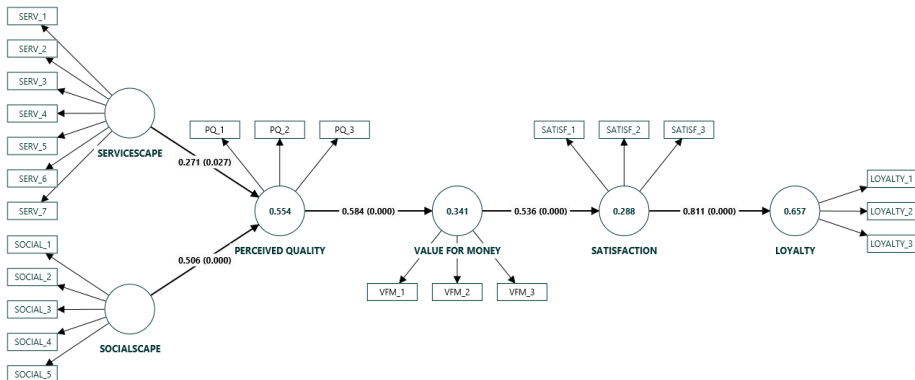 SERV_1
SERV_2
SERV_3
SERV_4
SERV_5
SERV_6
SERV_7
SERVICESCAPE
SOCIAL_1
SOCIAL_2
SOCIAL_3
SOCIAL_4
SOCIAL_5
SOCIALSCAPE
0.271 (0.027)
0.506 (0.000)
PQ_1
PQ_2
PQ_3
0.554
PERCEIVED QUALITY
0.584 (0.000)
0.341
VALUE FOR MONEY
VFM_1
VFM_2
VFM_3
0.536 (0.000)
SATISF_1
SATISF_2
SATISF_3
0.288
SATISFACTION
0.811 (0.000)
0.657
LOYALTY
LOYALTY_1
LOYALTY_2
LOYALTY_3